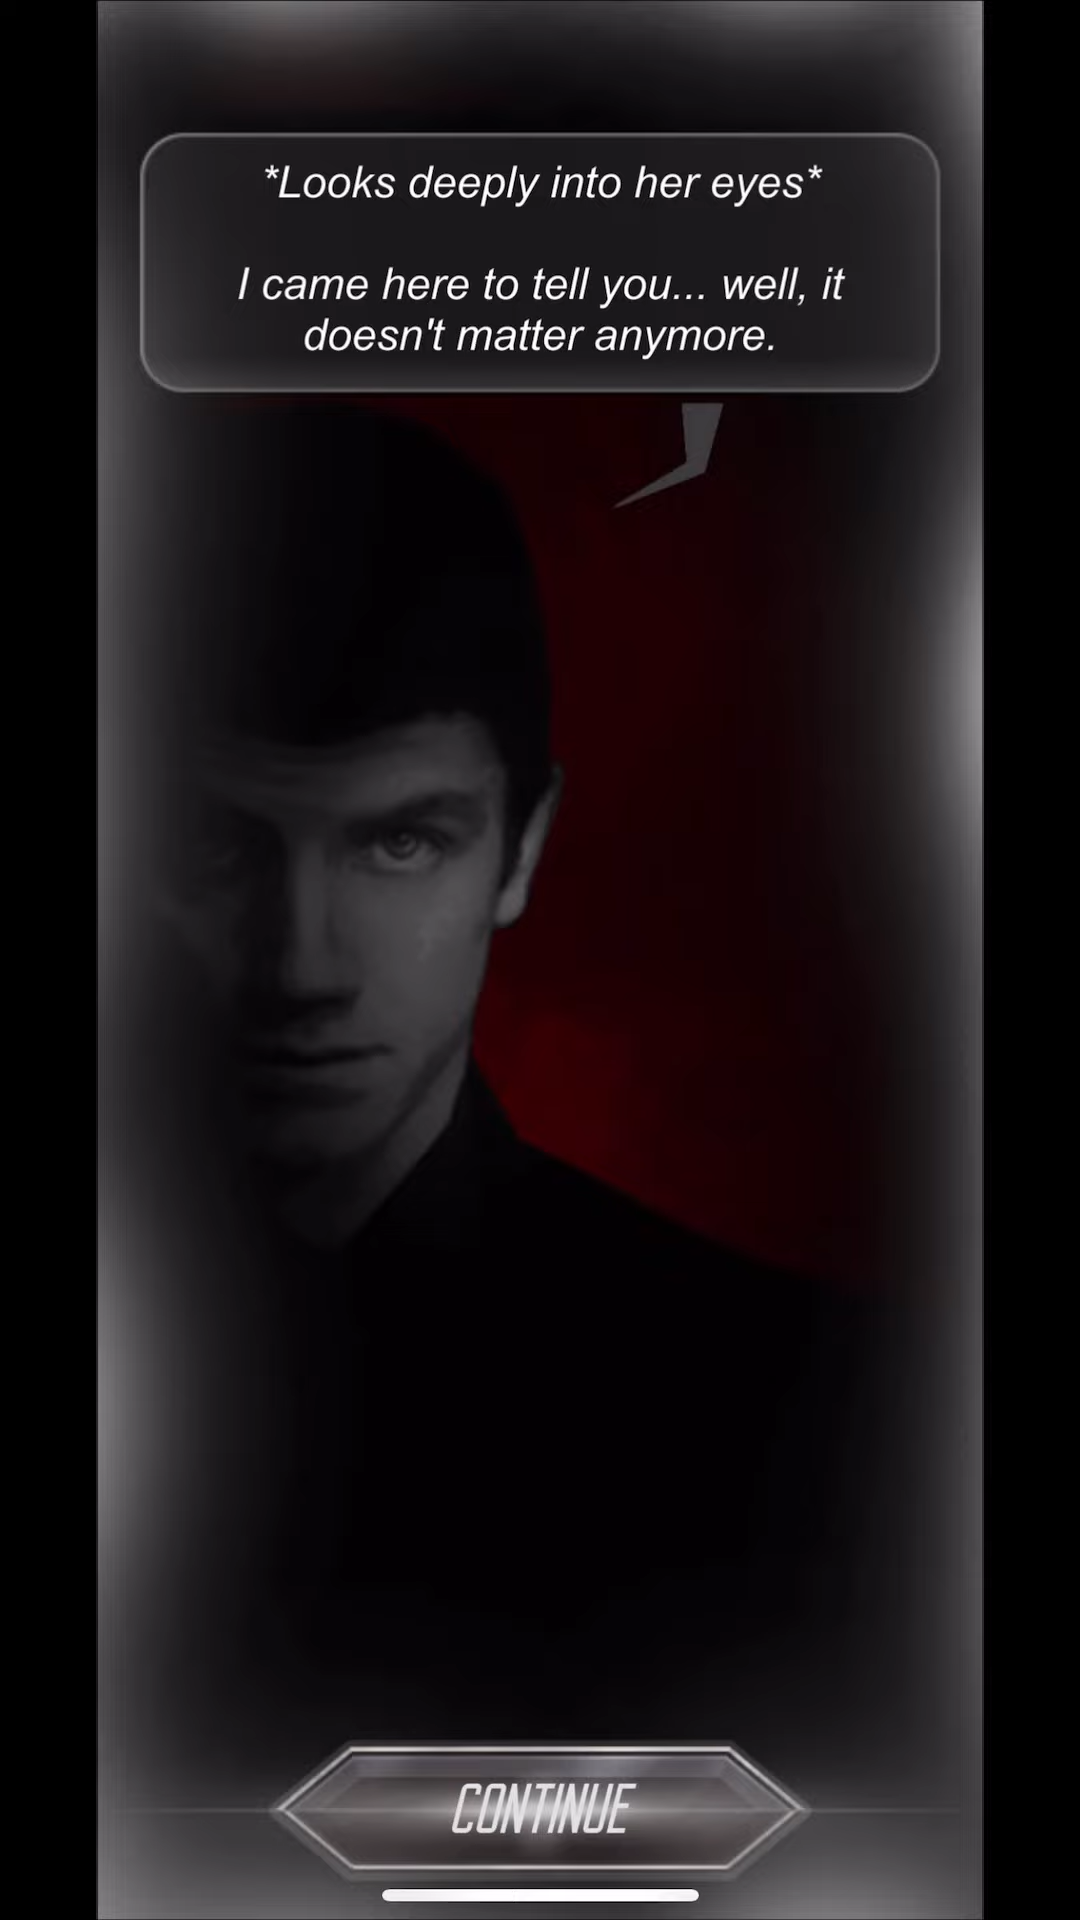 *Looks deeply into her eyes*
I came here to tell you... well, it
doesn't matter anymore.
CONTINUE